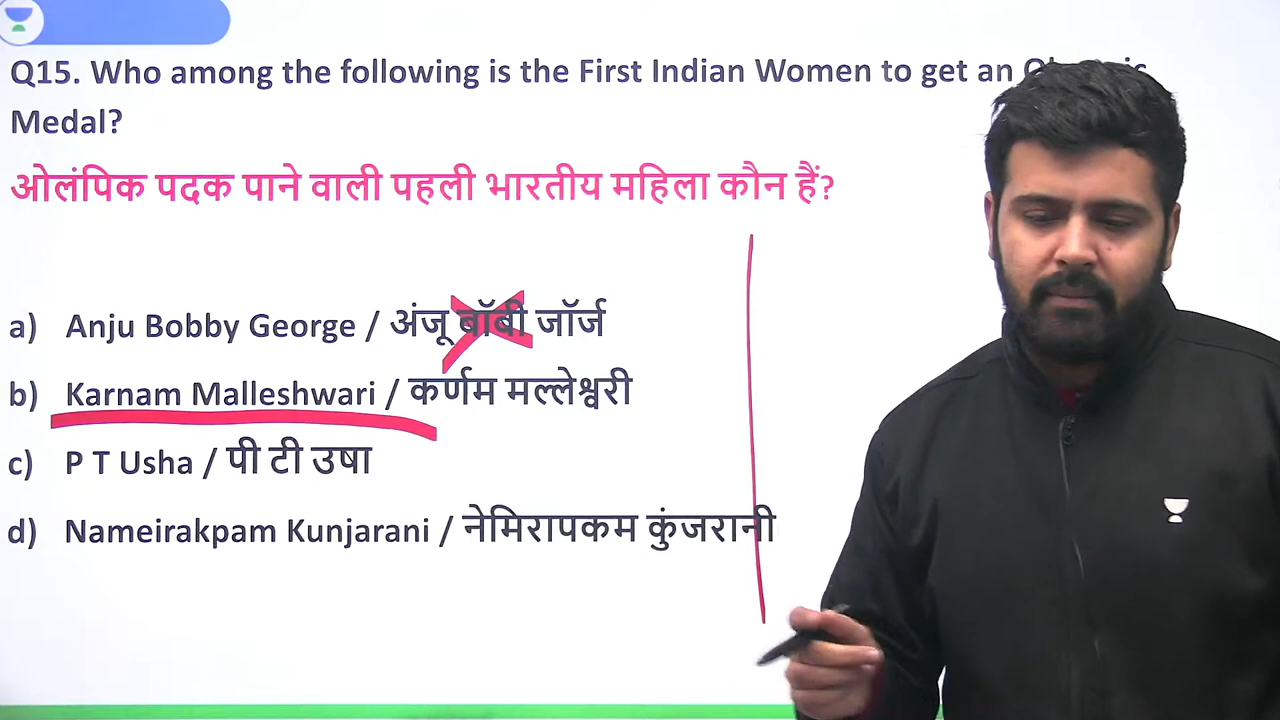 Q15. Who among the following is the First Indian Women to get an
Medal?
ओलंपिक पदक पाने वाली पहली भारतीय महिला कौन हैं?
a) Anju Bobby George / अंजू बॉबी जॉर्ज
b) Karnam Malleshwari / कर्णम मल्लेश्वरी
c) P T Usha / पी टी उषा
d) Nameirakpam Kunjarani / नेमिरापकम कुंजरानी